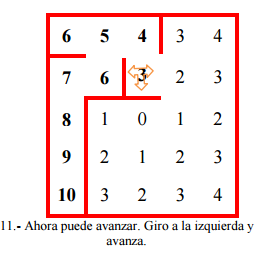 6 5 4 3 4
7 6 3 2 3
8 1 0 1 2
9 2 1 2 3
10 3 2 3 4
11.- Ahora puede avanzar. Giro a la izquierda y
avanza.